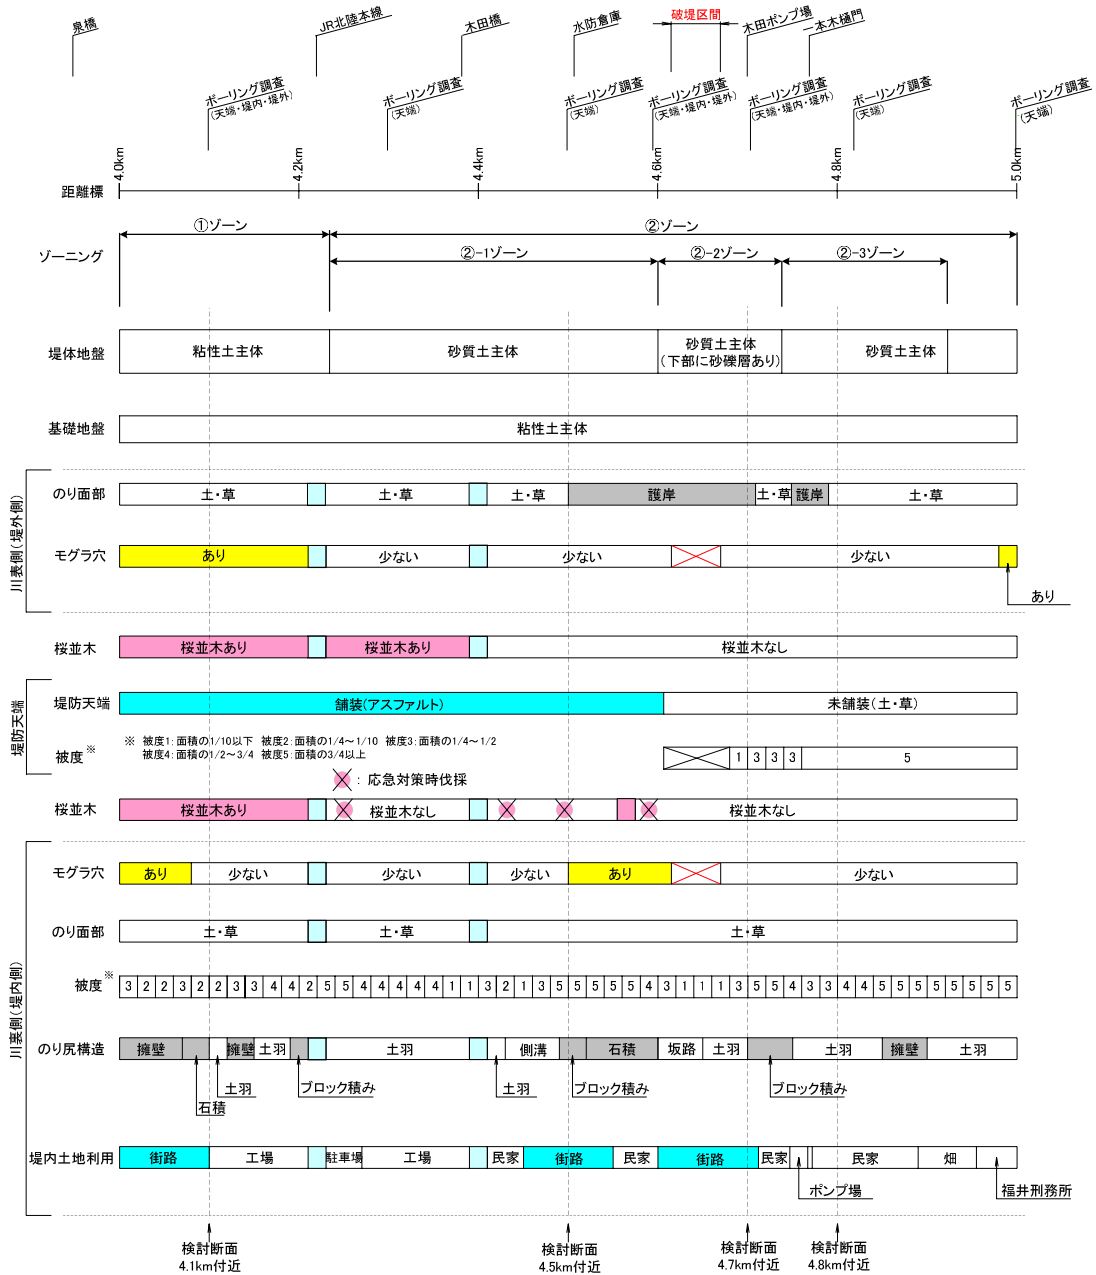 泉橋
JR北陸本線
木田橋
水防倉庫
破堤区間
木田ポンプ場
一本木樋門
ボーリング調査
(天端・堤内・堤外)
ボーリング調査
(天端)
ボーリング調査
(天端)
ボーリング調査
(天端・堤内・堤外)
ボーリング調査
(天端・堤内・堤外)
ボーリング調査
(天端)
ボーリング調査
(天端)
距離標 4.0km 4.2km 4.4km 4.6km 4.8km 5.0km
①ゾーン ②ゾーン
ゾーニング ②-1ゾーン ②-2ゾーン ②-3ゾーン
堤体地盤 粘性土主体 砂質土主体 砂質土主体 砂質土主体
(下部に砂礫層あり)
基礎地盤 粘性土主体
川表側(堤外側)
のり面部 土・草 土・草 土・草 護岸 土・草 護岸 土・草
モグラ穴 あり 少ない 少ない 少ない
あり
桜並木 桜並木あり 桜並木あり 桜並木なし
堤防天端
堤防天端 舗装(アスファルト) 未舗装(土・草)
※ 被度1:面積の1/10以下 被度2:面積の1/4~1/10 被度3:面積の1/4~1/2
被度4:面積の1/2~3/4 被度5:面積の3/4以上
被度※ 1 3 3 3 5
: 応急対策時伐採
桜並木 桜並木あり 桜並木なし 桜並木なし
川裏側(堤内側)
モグラ穴 あり 少ない 少ない 少ない あり 少ない
のり面部 土・草 土・草 土・草
被度※ 3 2 2 3 2 2 3 3 4 4 2 5 5 4 4 4 4 4 1 1 3 2 1 3 5 5 5 5 5 4 3 1 1 1 3 5 5 4 3 3 4 4 5 5 5 5 5 5 5 5
のり尻構造 擁壁 擁壁 土羽 土羽 側溝 石積 坂路 土羽 土羽 擁壁 土羽
土羽 ブロック積み 土羽 ブロック積み ブロック積み
石積
堤内土地利用 街路 工場 駐車場 工場 民家 街路 民家 街路 民家 民家 畑
ポンプ場 福井刑務所
検討断面
4.1km付近
検討断面
4.5km付近
検討断面
4.7km付近
検討断面
4.8km付近